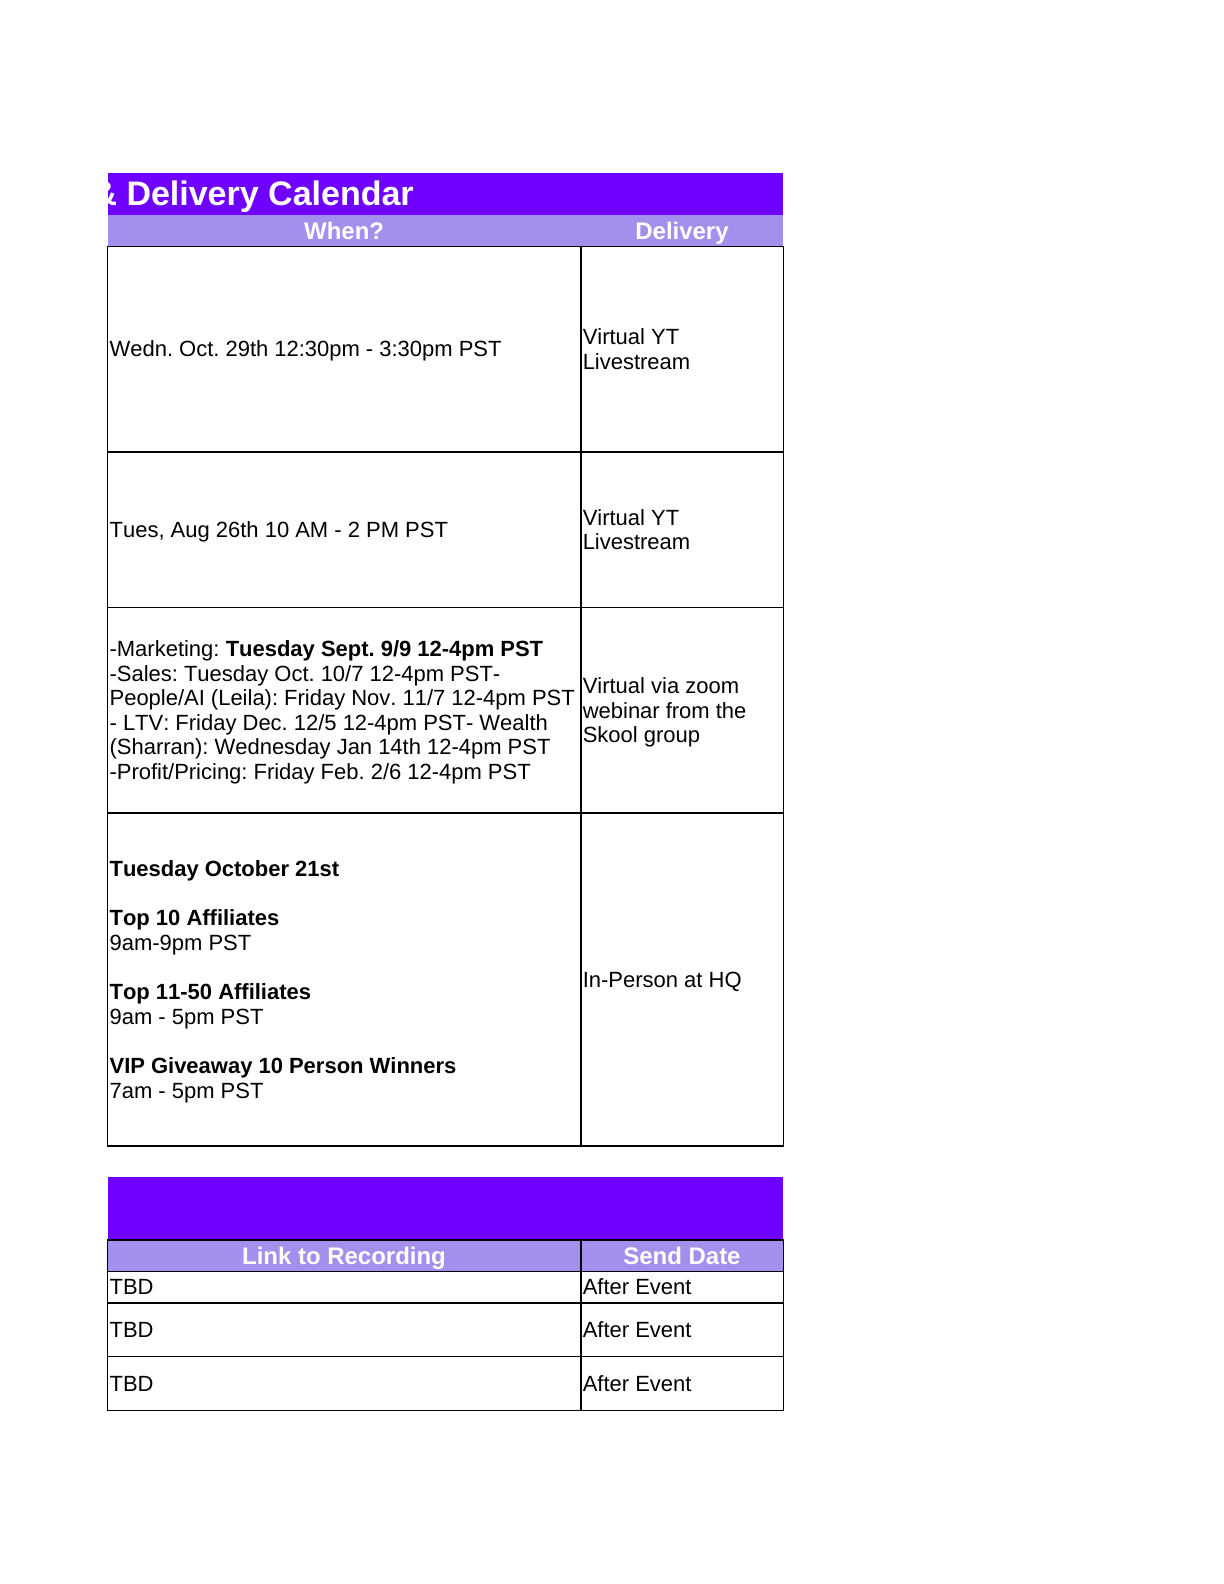 & Delivery Calendar
When? Delivery
Wedn. Oct. 29th 12:30pm - 3:30pm PST
Virtual YT
Livestream
Tues, Aug 26th 10 AM - 2 PM PST
Virtual YT
Livestream
-Marketing: Tuesday Sept. 9/9 12-4pm PST
-Sales: Tuesday Oct. 10/7 12-4pm PST-
People/AI (Leila): Friday Nov. 11/7 12-4pm PST
- LTV: Friday Dec. 12/5 12-4pm PST- Wealth
(Sharran): Wednesday Jan 14th 12-4pm PST
-Profit/Pricing: Friday Feb. 2/6 12-4pm PST
Virtual via zoom
webinar from the
Skool group
Tuesday October 21st
Top 10 Affiliates
9am-9pm PST
Top 11-50 Affiliates
9am - 5pm PST
VIP Giveaway 10 Person Winners
7am - 5pm PST
In-Person at HQ
Link to Recording Send Date
TBD After Event
TBD After Event
TBD After Event